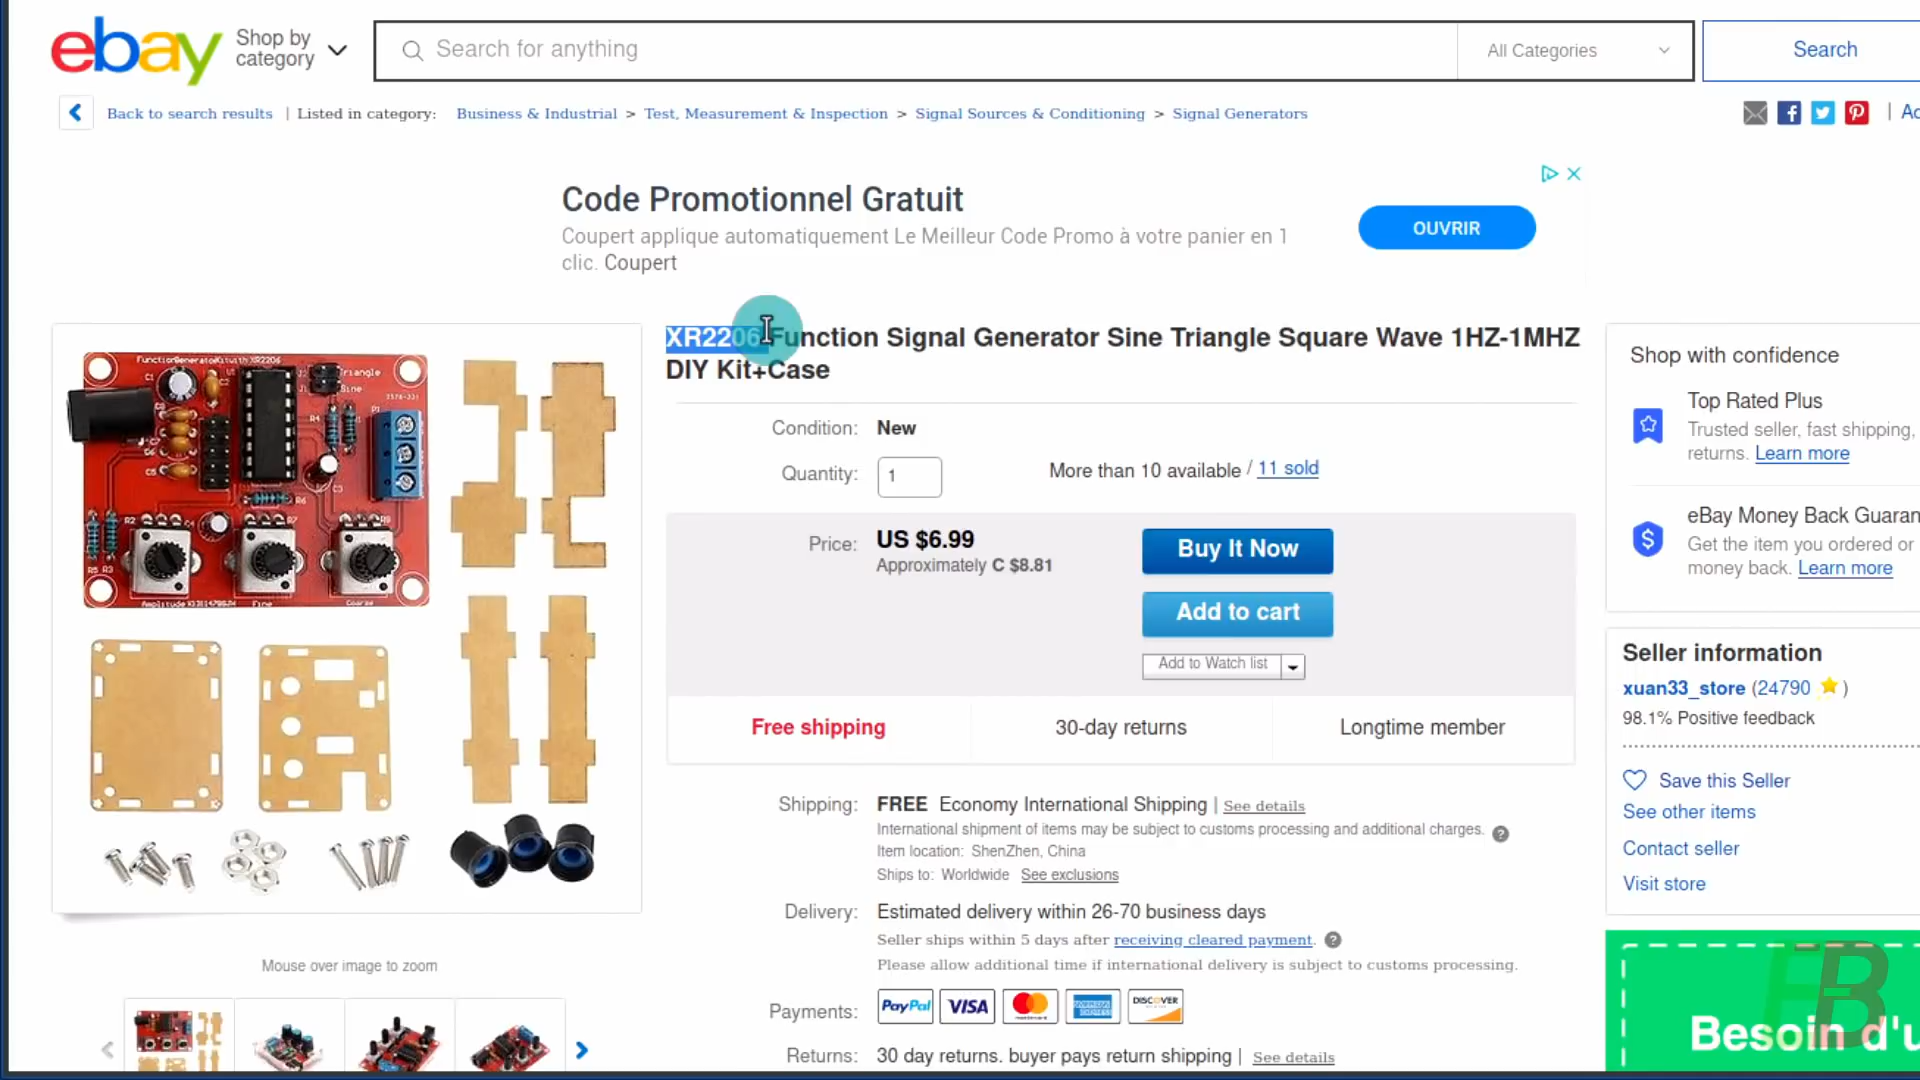 ebay
Shop by category
Search for anything
All Categories
Search
Back to search results | Listed in category: Business & Industrial > Test, Measurement & Inspection > Signal Sources & Conditioning > Signal Generators
|
Code Promotionnel Gratuit
Coupert applique automatiquement Le Meilleur Code Promo à votre panier en 1
clic. Coupert
OUVRIR
XR2206 Function Signal Generator Sine Triangle Square Wave 1HZ-1MHZ
DIY Kit+Case
Condition: New
Quantity: 1
More than 10 available / 11 sold
Price: US $6.99
Approximately C $8.81
Buy It Now
Add to cart
Add to Watch list
Free shipping
30-day returns
Longtime member
Shipping: FREE Economy International Shipping | See details
International shipment of items may be subject to customs processing and additional charges.
Item location: ShenZhen, China
Ships to: Worldwide See exclusions
Delivery: Estimated delivery within 26-70 business days
Seller ships within 5 days after receiving cleared payment.
Please allow additional time if international delivery is subject to customs processing.
Payments: PayPal VISA mastercard DISCOVER
Returns: 30 day returns. buyer pays return shipping | See details
FunctionGeneratorKitwith XR2206
Triangle
Sine
Amplitude
Fine
Coarse
Mouse over image to zoom
Shop with confidence
Top Rated Plus
Trusted seller, fast shipping,
returns. Learn more
eBay Money Back Guaran
Get the item you ordered or
money back. Learn more
Seller information
xuan33_store (24790)
98.1% Positive feedback
Save this Seller
See other items
Contact seller
Visit store
Besoin d'u